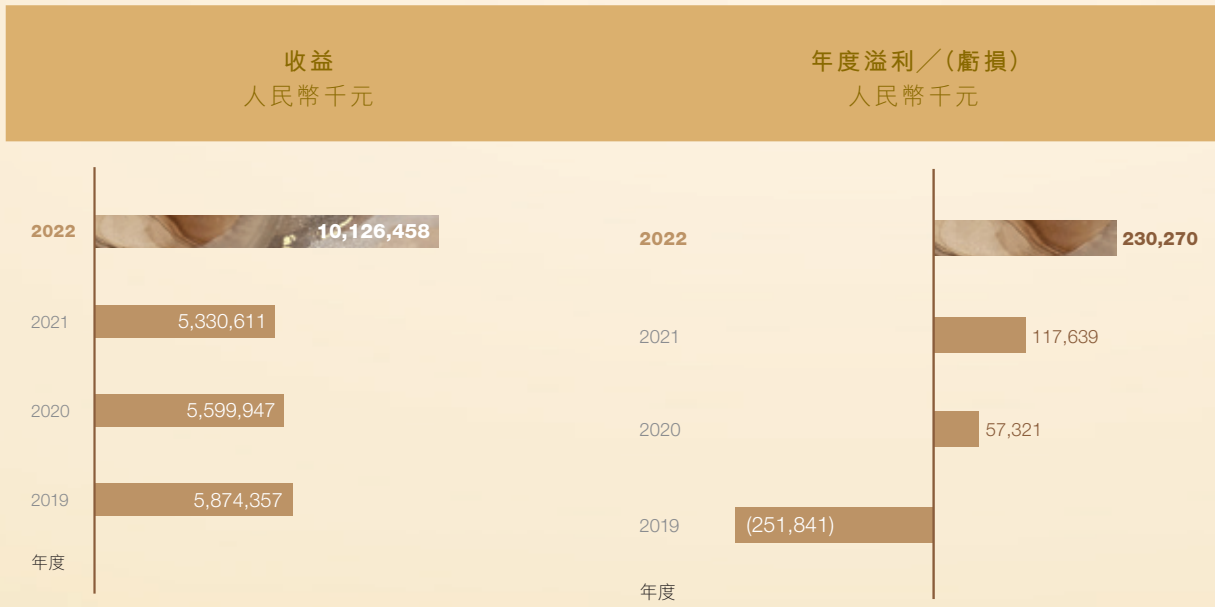 收益
人民幣千元
2022 10,126,458
2021 5,330,611
2020 5,599,947
2019 5,874,357
年度
年度溢利／（虧損）
人民幣千元
2022 230,270
2021 117,639
2020 57,321
2019 (251,841)
年度